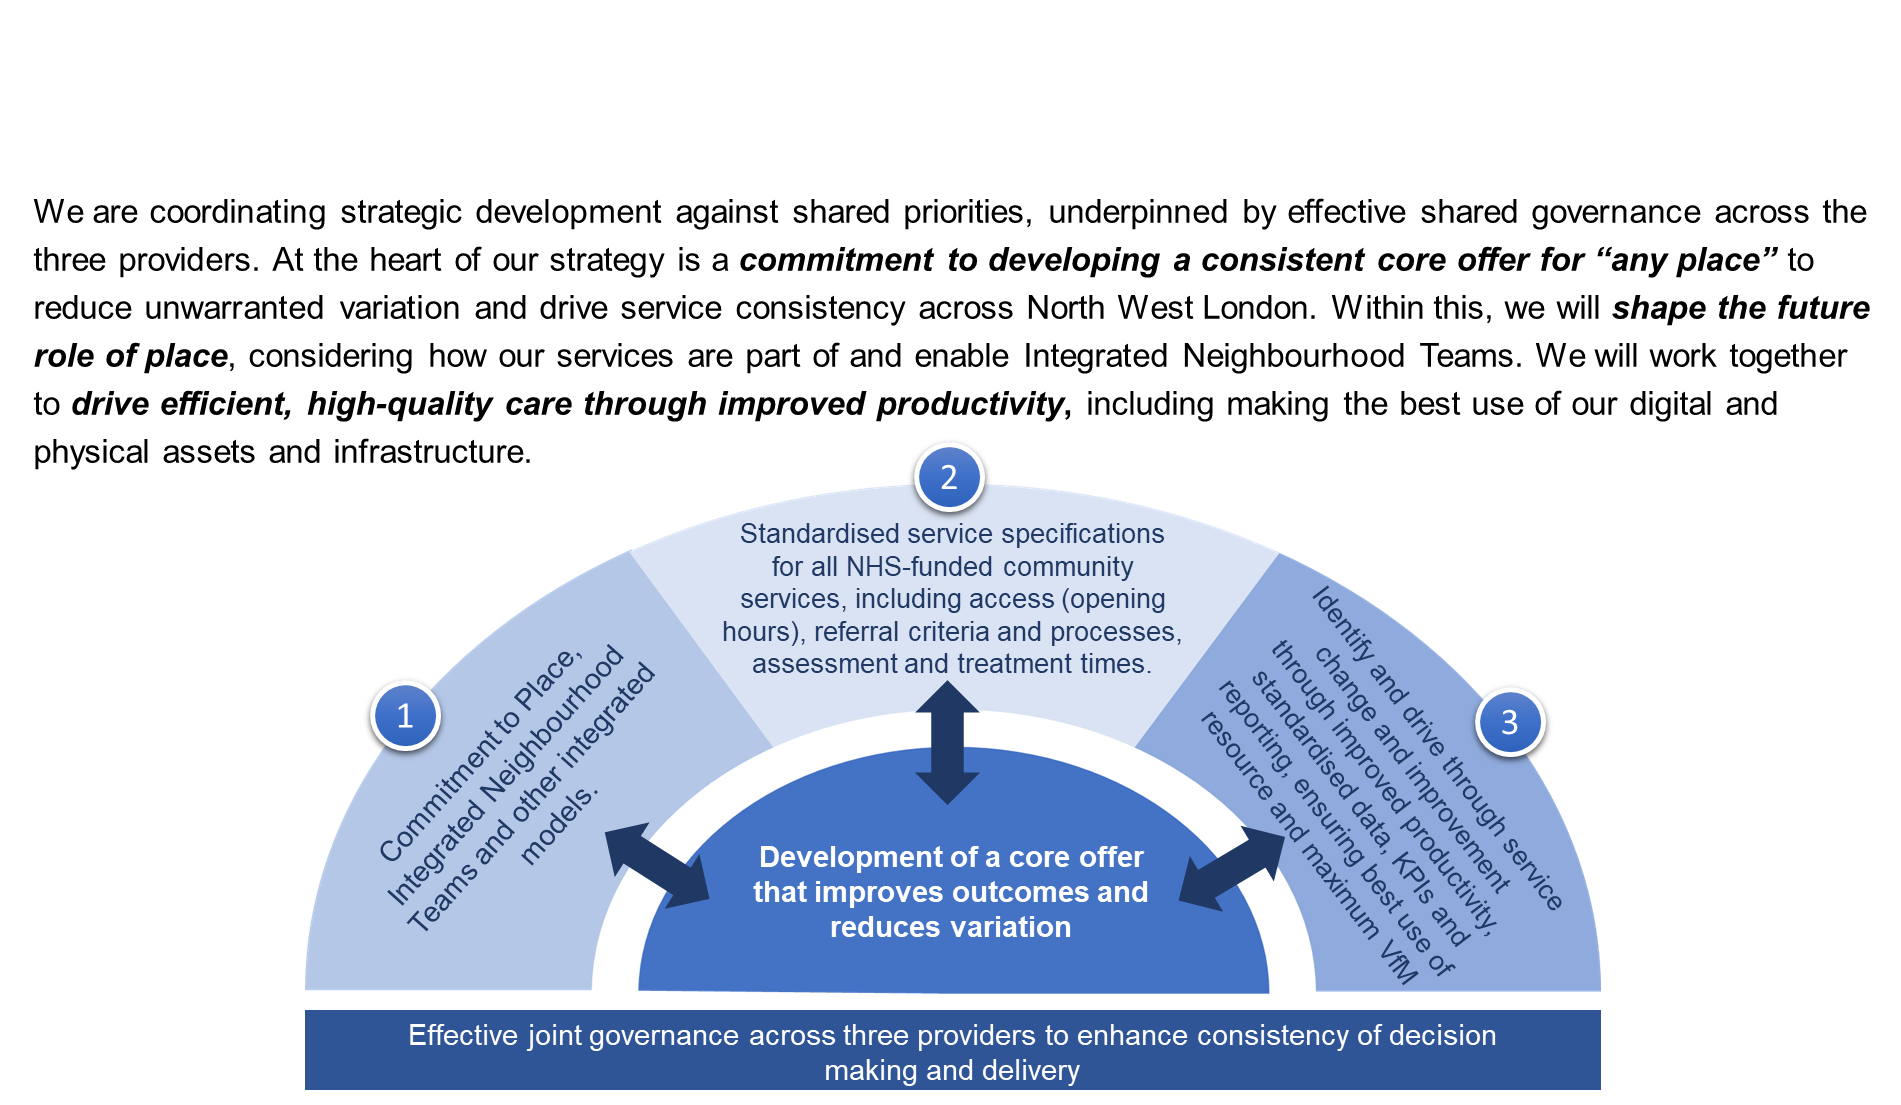 We are coordinating strategic development against shared priorities, underpinned by effective shared governance across the
three providers. At the heart of our strategy is a commitment to developing a consistent core offer for “any place” to
reduce unwarranted variation and drive service consistency across North West London. Within this, we will shape the future
role of place, considering how our services are part of and enable Integrated Neighbourhood Teams. We will work together
to drive efficient, high-quality care through improved productivity, including making the best use of our digital and
physical assets and infrastructure.
1
Commitment to Place,
Integrated Neighbourhood
Teams and other integrated
models.
2
Standardised service specifications
for all NHS-funded community
services, including access (opening
hours), referral criteria and processes,
assessment and treatment times.
3
Identify and drive through service
change and improvement
through improved productivity,
standardised data, KPIs and
reporting, ensuring best use of
resource and maximum VfM
Development of a core offer
that improves outcomes and
reduces variation
Effective joint governance across three providers to enhance consistency of decision
making and delivery